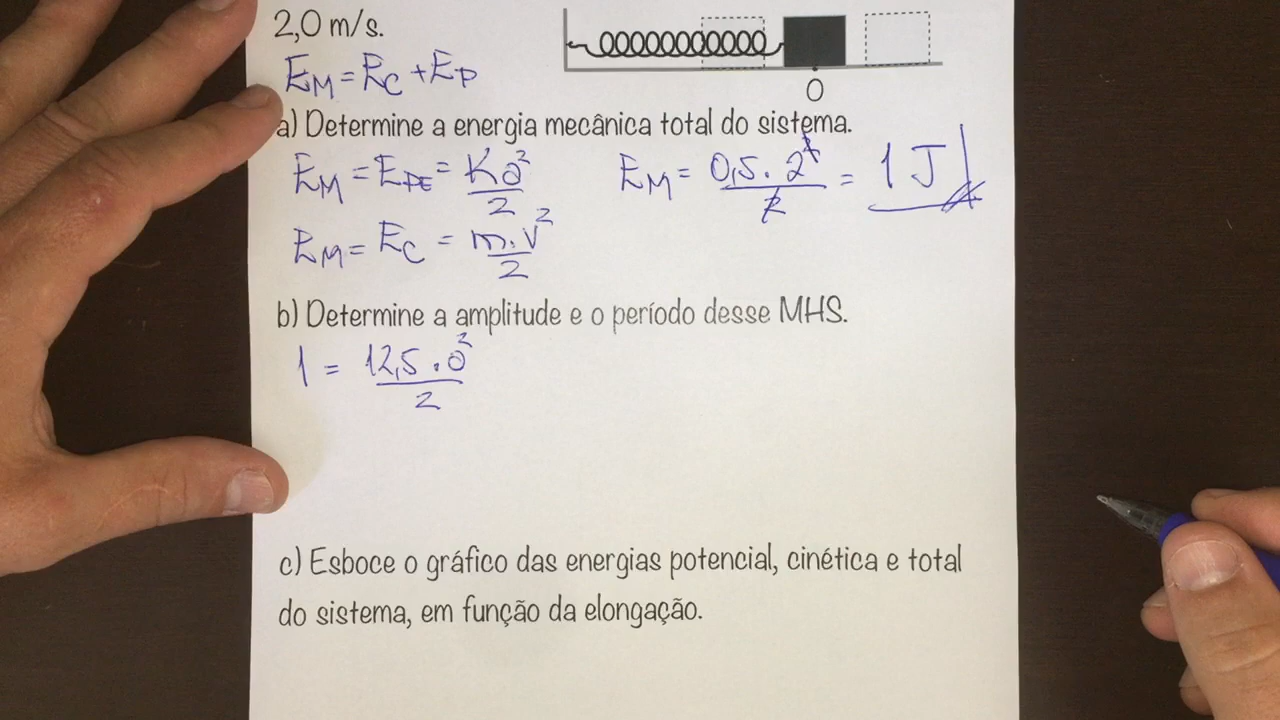 2,0 m/s.
EM = EC + EP
O
a) Determine a energia mecânica total do sistema.
EM = EPE = Ka²/2
EM = 0,5 . 2²/2 = 1 J
EM = EC = m.v²/2
b) Determine a amplitude e o período desse MHS.
1 = 12,5 . a²/2
c) Esboce o gráfico das energias potencial, cinética e total
do sistema, em função da elongação.